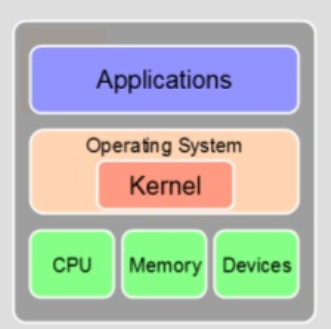 Applications
Operating System
Kernel
CPU Memory Devices